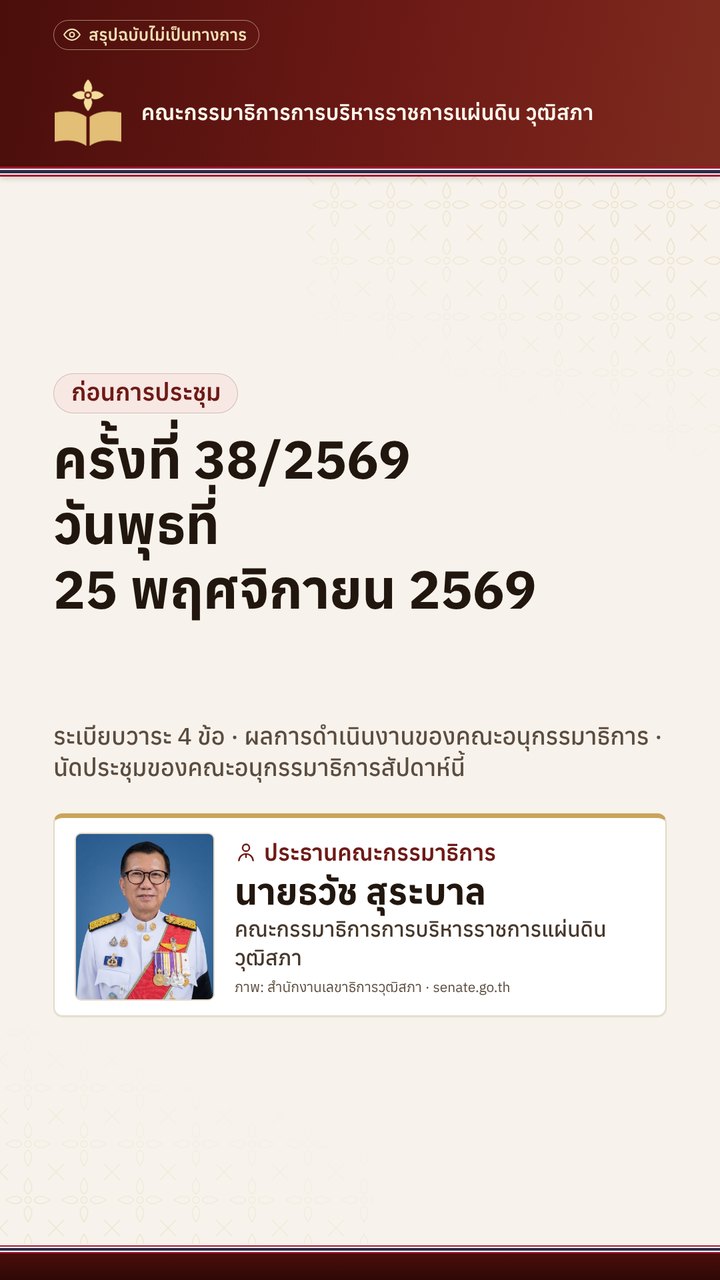 สรุปฉบับไม่เป็นทางการ
คณะกรรมาธิการการบริหารราชการแผ่นดิน วุฒิสภา
ก่อนการประชุม
ครั้งที่ 38/2569
วันพุธที่
25 พฤศจิกายน 2569
ระเบียบวาระ 4 ข้อ · ผลการดำเนินงานของคณะอนุกรรมาธิการ ·
นัดประชุมของคณะอนุกรรมาธิการสัปดาห์นี้
ประธานคณะกรรมาธิการ
นายธวัช สุระบาล
คณะกรรมาธิการการบริหารราชการแผ่นดิน
วุฒิสภา
ภาพ: สำนักงานเลขาธิการวุฒิสภา · senate.go.th